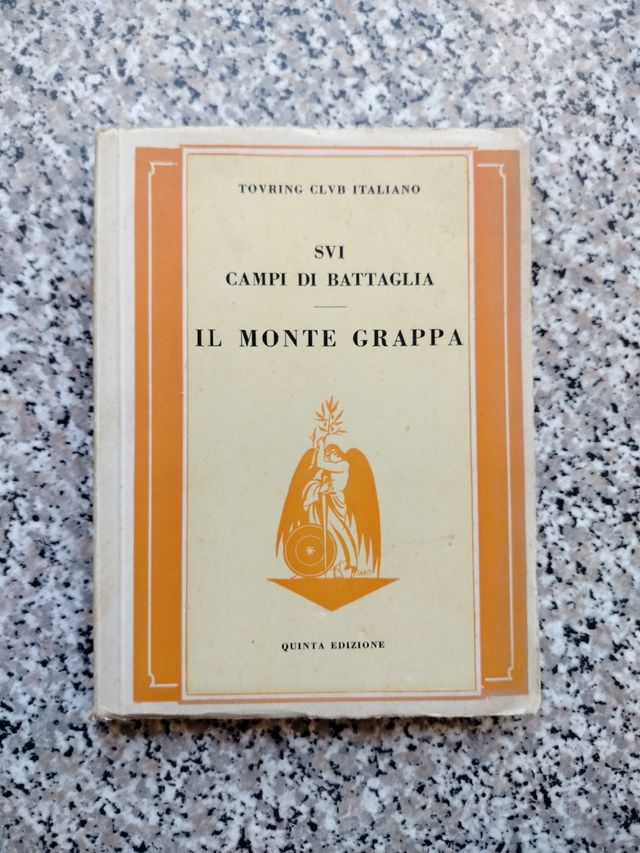 TOVRING CLVB ITALIANO
SVI
CAMPI DI BATTAGLIA
IL MONTE GRAPPA
QUINTA EDIZIONE